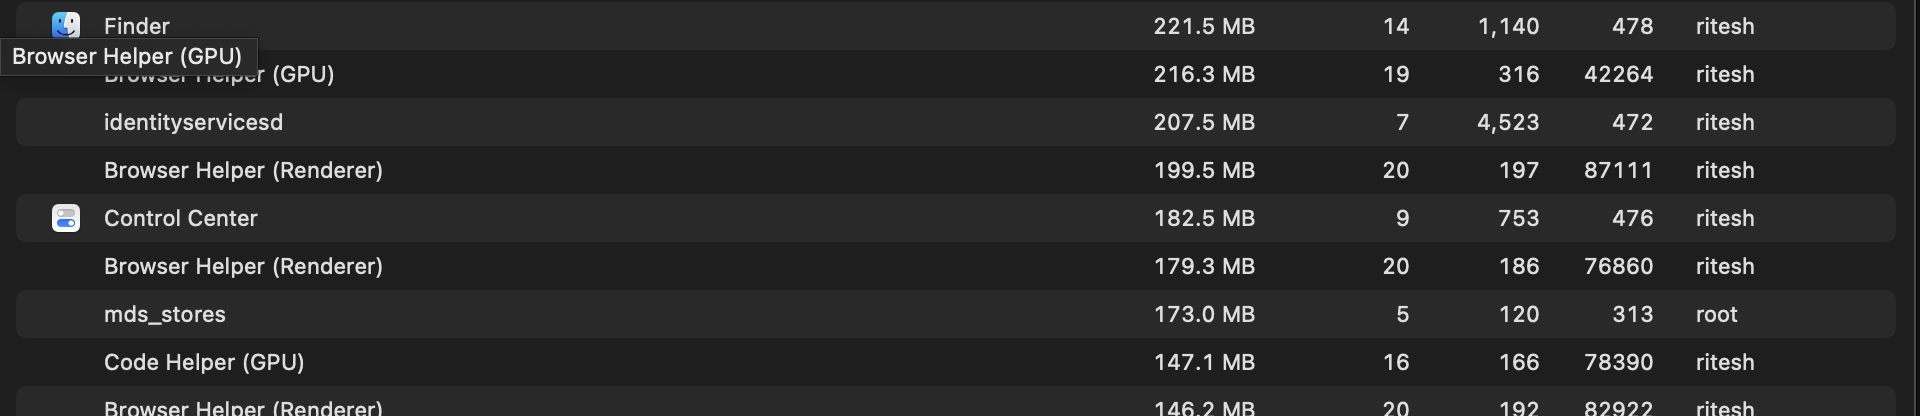 Finder 221.5 MB 14 1,140 478 ritesh
Browser Helper (GPU)
Browser Helper (GPU) 216.3 MB 19 316 42264 ritesh
identityservicesd 207.5 MB 7 4,523 472 ritesh
Browser Helper (Renderer) 199.5 MB 20 197 87111 ritesh
Control Center 182.5 MB 9 753 476 ritesh
Browser Helper (Renderer) 179.3 MB 20 186 76860 ritesh
mds_stores 173.0 MB 5 120 313 root
Code Helper (GPU) 147.1 MB 16 166 78390 ritesh
Browser Helper (Renderer) 146.2 MB 20 192 82922 ritesh